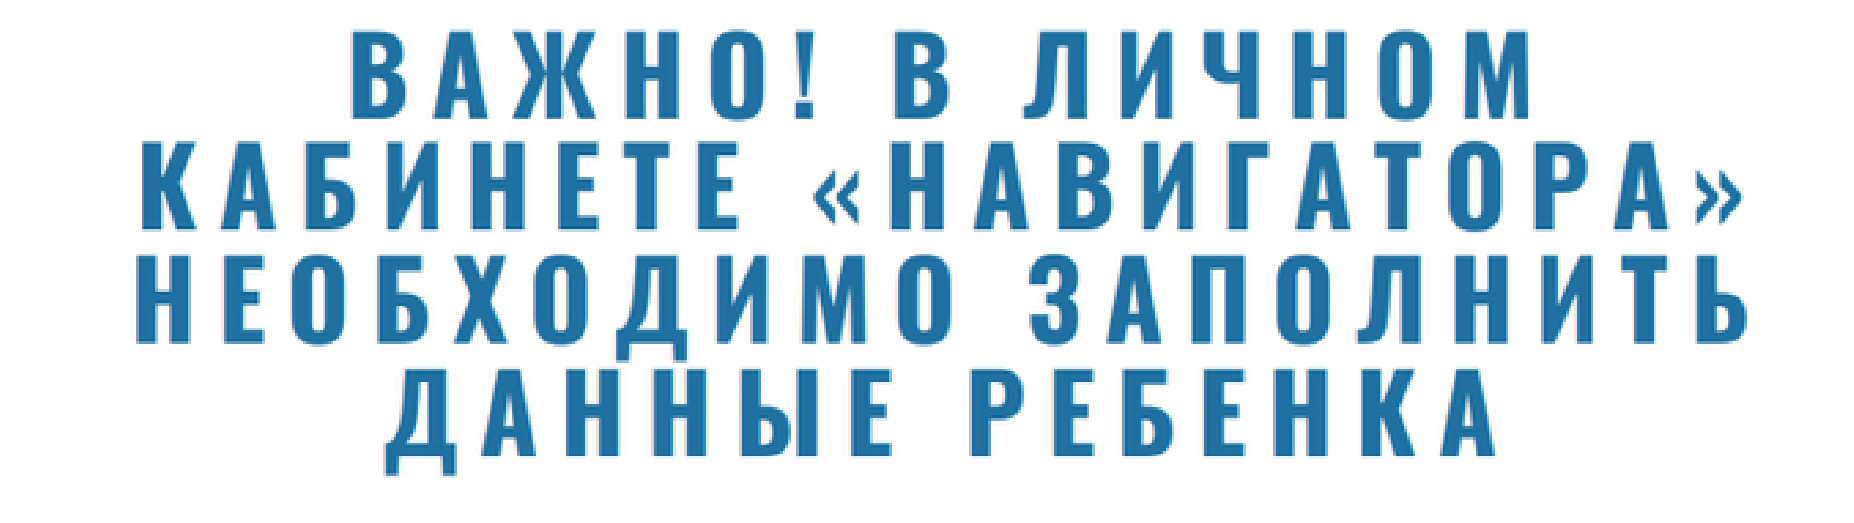 ВАЖНО! В ЛИЧНОМ
КАБИНЕТЕ «НАВИГАТОРА»
НЕОБХОДИМО ЗАПОЛНИТЬ
ДАННЫЕ РЕБЕНКА